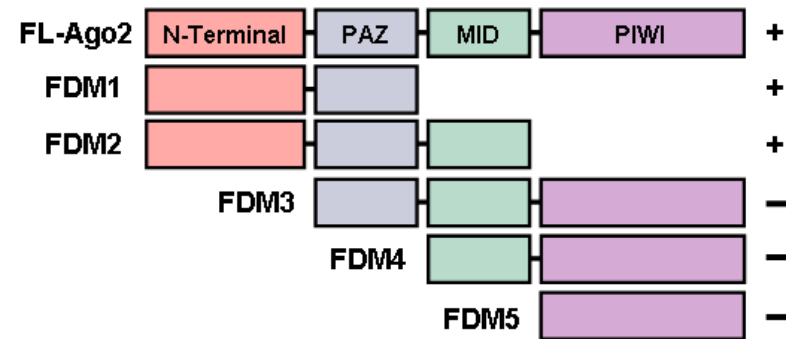 FL-Ago2 N-Terminal PAZ MID PIWI +
FDM1 +
FDM2 +
FDM3 −
FDM4 −
FDM5 −